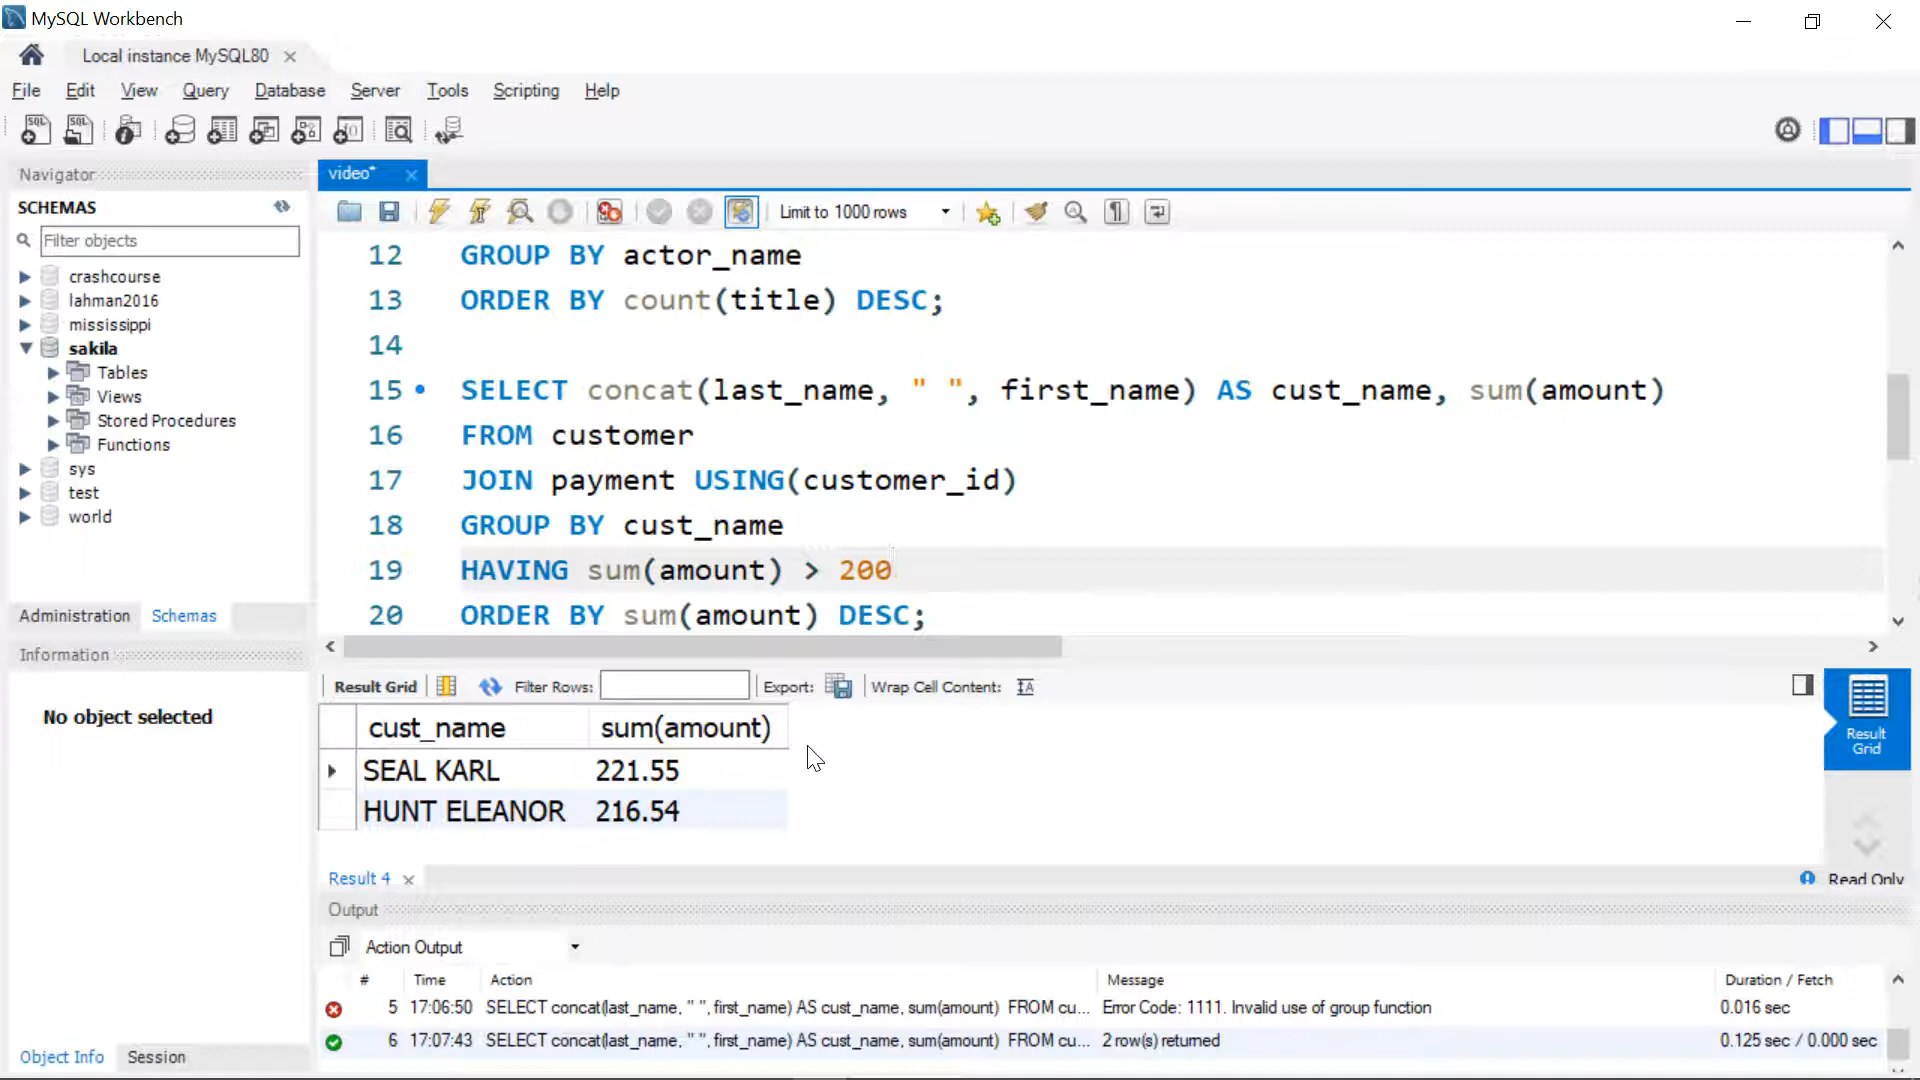 MySQL Workbench
Local instance MySQL80
File Edit View Query Database Server Tools Scripting Help
Navigator
SCHEMAS
Filter objects
crashcourse
lahman2016
mississippi
sakila
Tables
Views
Stored Procedures
Functions
sys
test
world
Administration Schemas
Information
No object selected
Object Info Session
video*
Limit to 1000 rows
12 GROUP BY actor_name
13 ORDER BY count(title) DESC;
14
15 SELECT concat(last_name, " ", first_name) AS cust_name, sum(amount)
16 FROM customer
17 JOIN payment USING(customer_id)
18 GROUP BY cust_name
19 HAVING sum(amount) > 200
20 ORDER BY sum(amount) DESC;
Result Grid Filter Rows: Export: Wrap Cell Content:
cust_name sum(amount)
SEAL KARL 221.55
HUNT ELEANOR 216.54
Result Grid
Result 4
Read Only
Output
Action Output
# Time Action Message Duration / Fetch
5 17:06:50 SELECT concat(last_name, " ", first_name) AS cust_name, sum(amount) FROM cu... Error Code: 1111. Invalid use of group function 0.016 sec
6 17:07:43 SELECT concat(last_name, " ", first_name) AS cust_name, sum(amount) FROM cu... 2 row(s) returned 0.125 sec / 0.000 sec